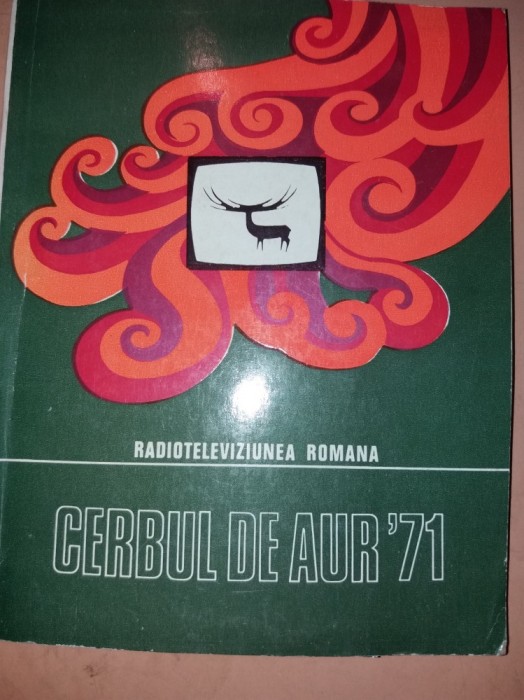 RADIOTELEVIZIUNEA ROMANA
CERBUL DE AUR '71